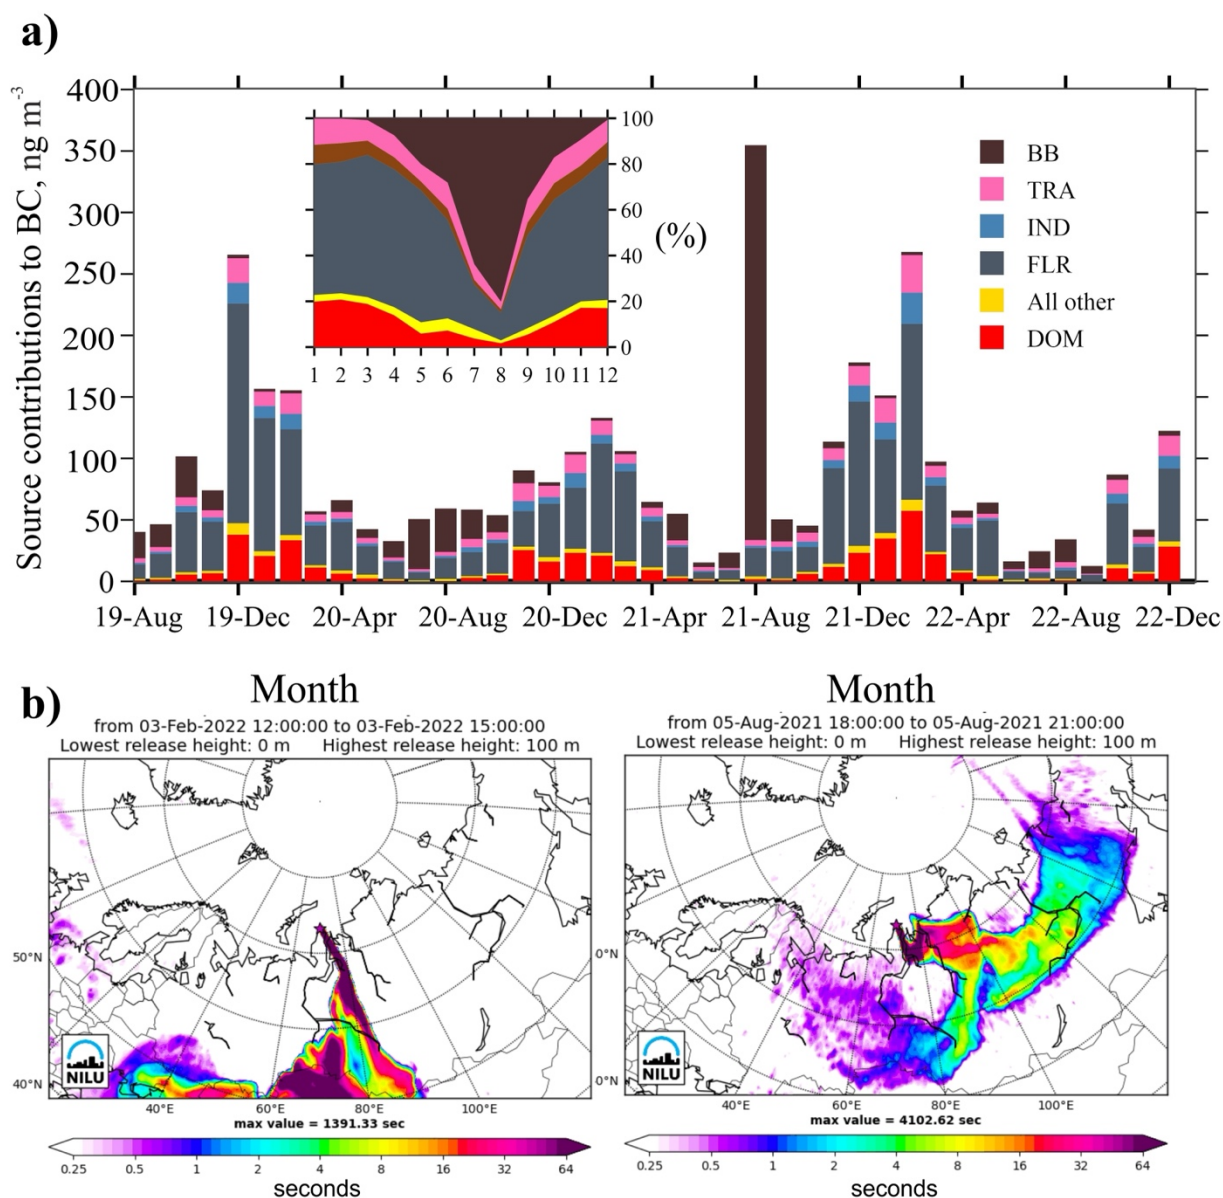 a)
Source contributions to BC, ng m-3
400
350
300
250
200
150
100
50
0
100
80
60
40
20
0
(%)
1 2 3 4 5 6 7 8 9 10 11 12
BB
TRA
IND
FLR
All other
DOM
19-Aug 19-Dec 20-Apr 20-Aug 20-Dec 21-Apr 21-Aug 21-Dec 22-Apr 22-Aug 22-Dec
Month Month
b)
from 03-Feb-2022 12:00:00 to 03-Feb-2022 15:00:00
Lowest release height: 0 m Highest release height: 100 m
50°N
40°N
NILU
40°E 60°E 80°E 100°E
max value = 1391.33 sec
0.25 0.5 1 2 4 8 16 32 64
seconds
from 05-Aug-2021 18:00:00 to 05-Aug-2021 21:00:00
Lowest release height: 0 m Highest release height: 100 m
0°N
0°N
NILU
40°E 60°E 80°E 100°E
max value = 4102.62 sec
0.25 0.5 1 2 4 8 16 32 64
seconds